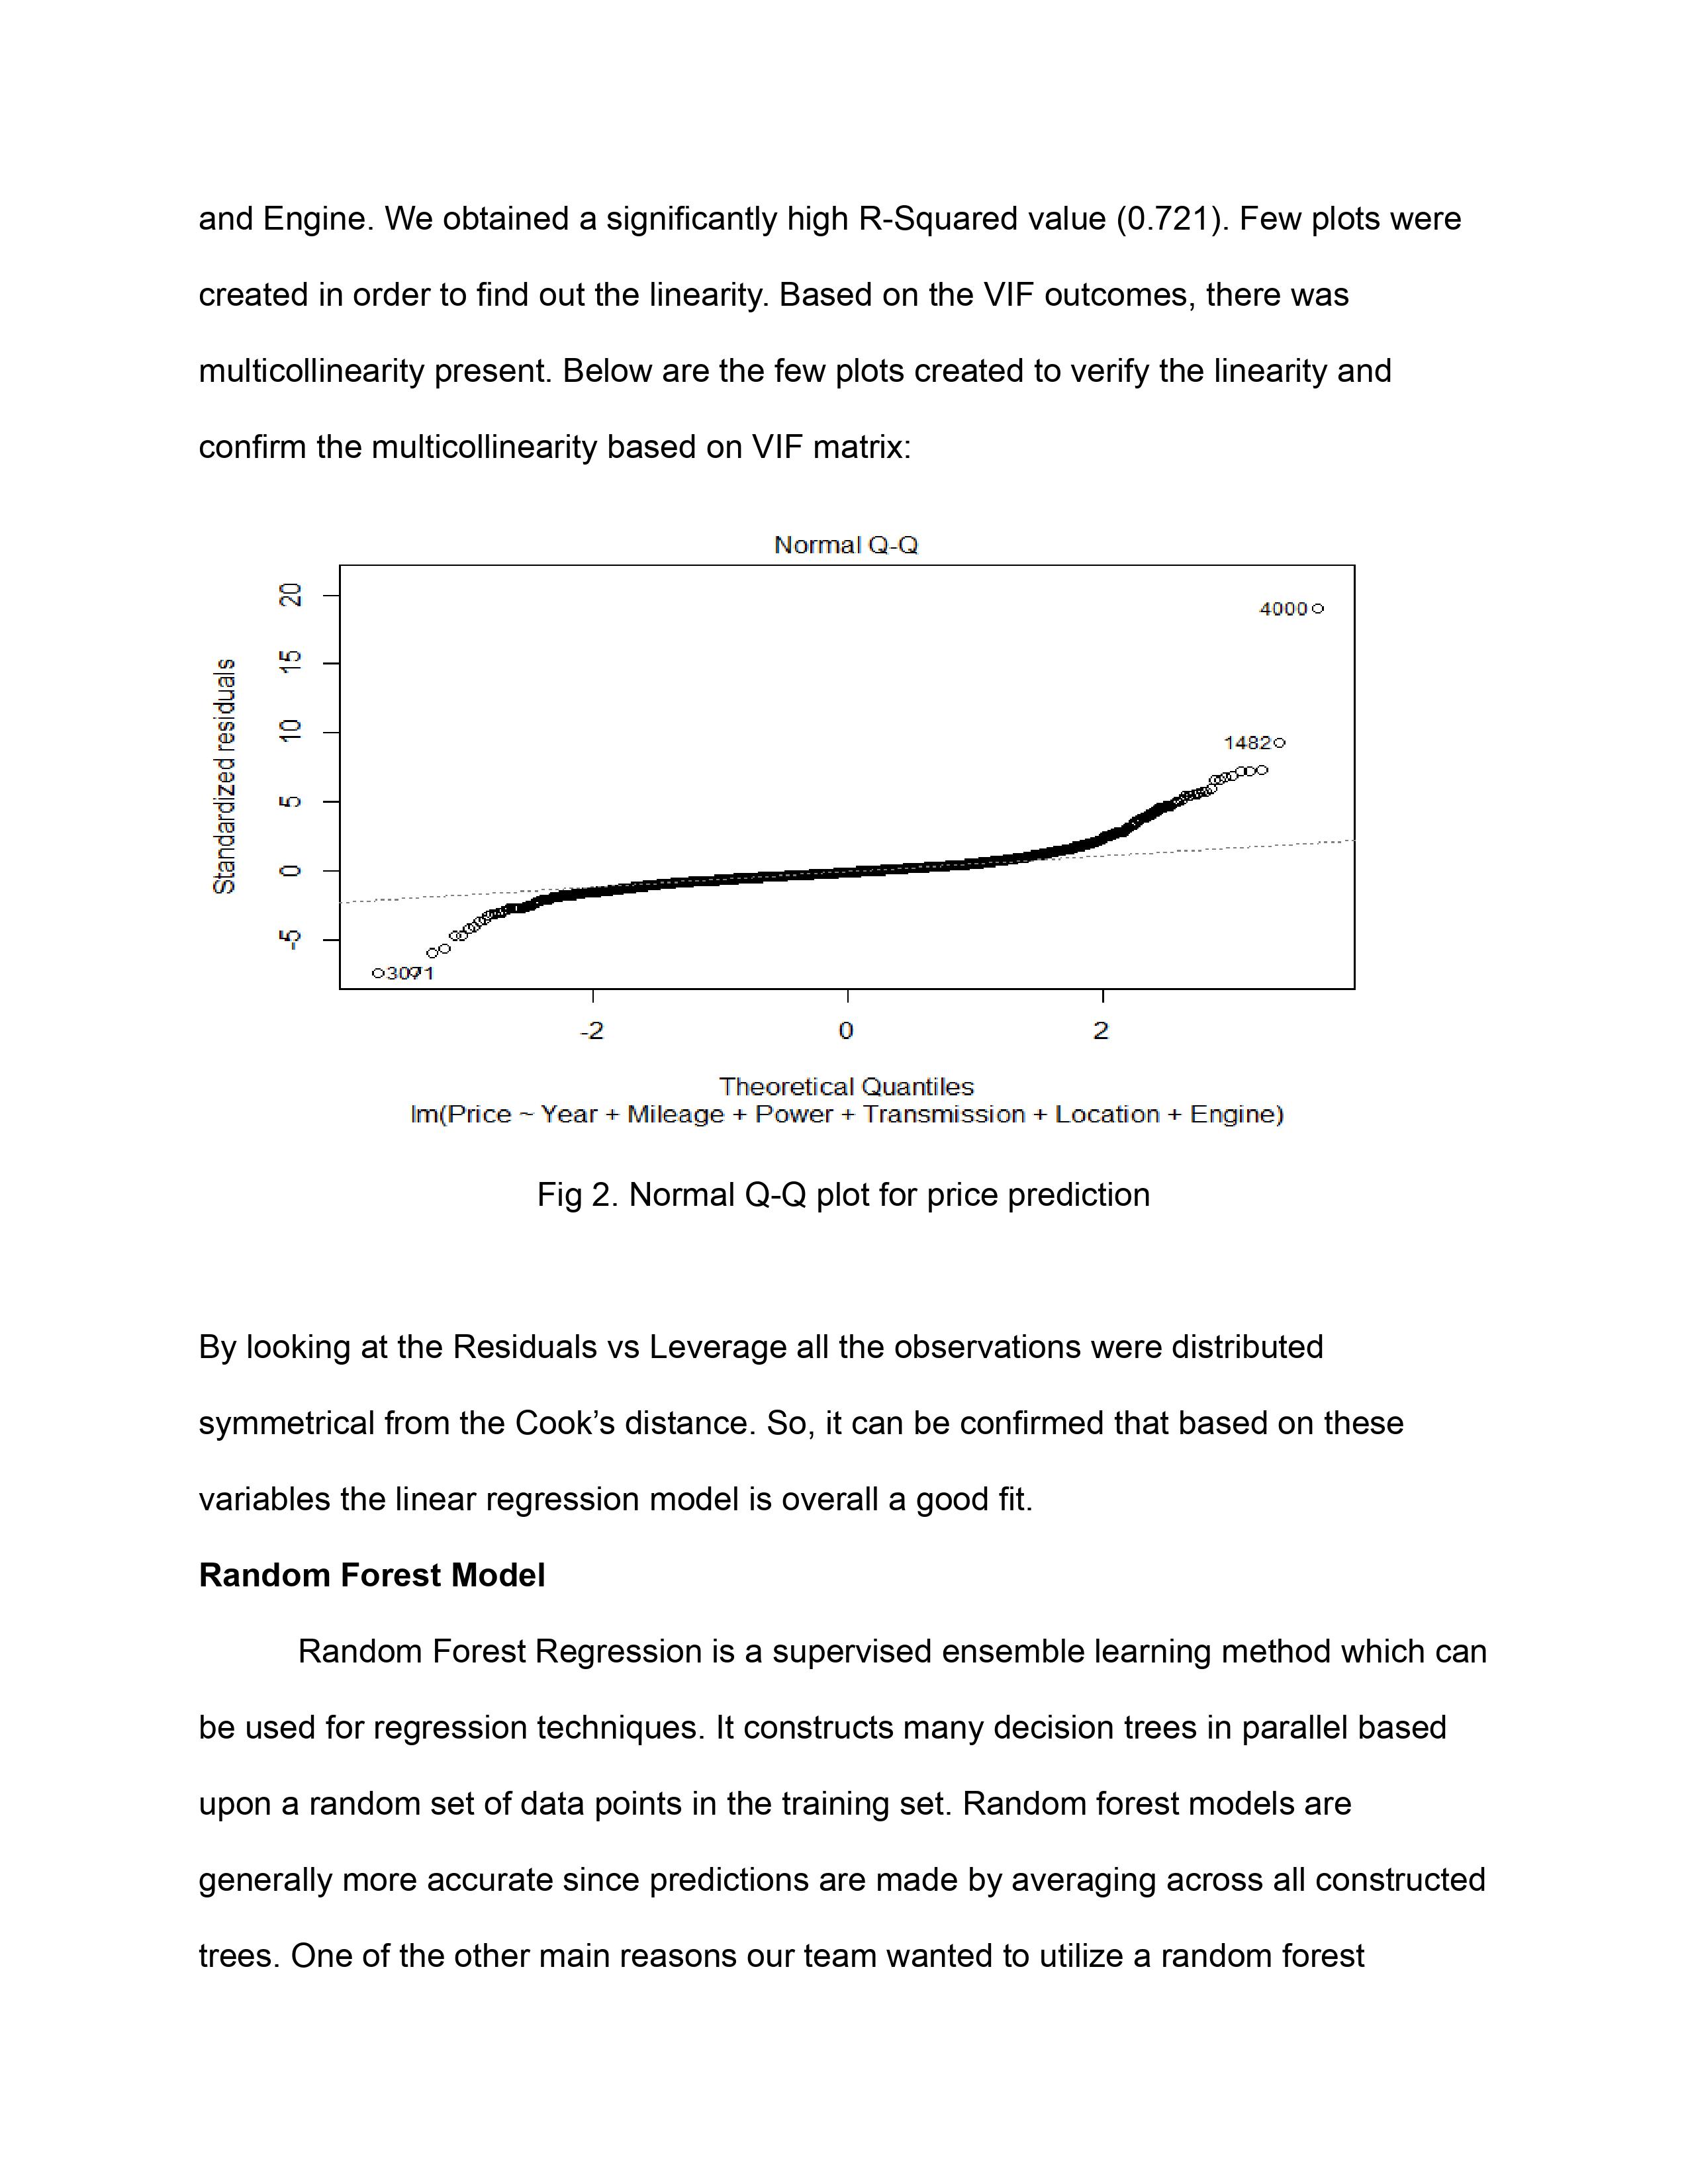 and Engine. We obtained a significantly high R-Squared value (0.721). Few plots were
created in order to find out the linearity. Based on the VIF outcomes, there was
multicollinearity present. Below are the few plots created to verify the linearity and
confirm the multicollinearity based on VIF matrix:
Normal Q-Q
Standardized residuals
20
15
10
5
0
-5
4000
1482
3071
-2
0
2
Theoretical Quantiles
lm(Price ~ Year + Mileage + Power + Transmission + Location + Engine)
Fig 2. Normal Q-Q plot for price prediction
By looking at the Residuals vs Leverage all the observations were distributed
symmetrical from the Cook’s distance. So, it can be confirmed that based on these
variables the linear regression model is overall a good fit.
Random Forest Model
Random Forest Regression is a supervised ensemble learning method which can
be used for regression techniques. It constructs many decision trees in parallel based
upon a random set of data points in the training set. Random forest models are
generally more accurate since predictions are made by averaging across all constructed
trees. One of the other main reasons our team wanted to utilize a random forest